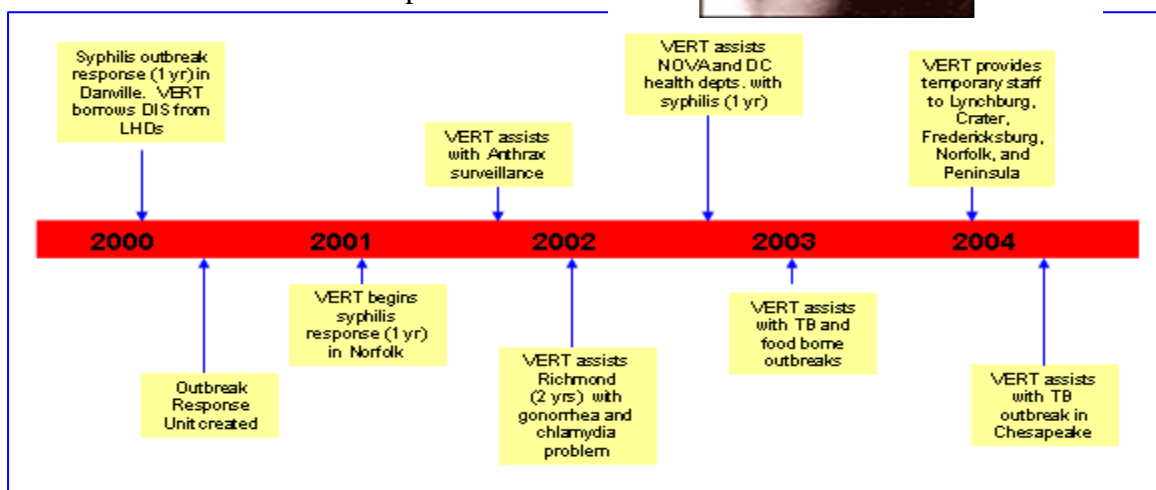 Syphilis outbreak
response (1 yr) in
Danville. VERT
borrows DIS from
LHDs
VERT assists
with Anthrax
surveillance
VERT assists
NOVA and DC
health depts. with
syphilis (1 yr)
VERT provides
temporary staff
to Lynchburg,
Crater,
Fredericksburg,
Norfolk, and
Peninsula
2000 2001 2002 2003 2004
Outbreak
Response
Unit created
VERT begins
syphilis
response (1 yr)
in Norfolk
VERT assists
Richmond
(2 yrs) with
gonorrhea and
chlamydia
problem
VERT assists
with TB and
food borne
outbreaks
VERT assists
with TB
outbreak in
Chesapeake